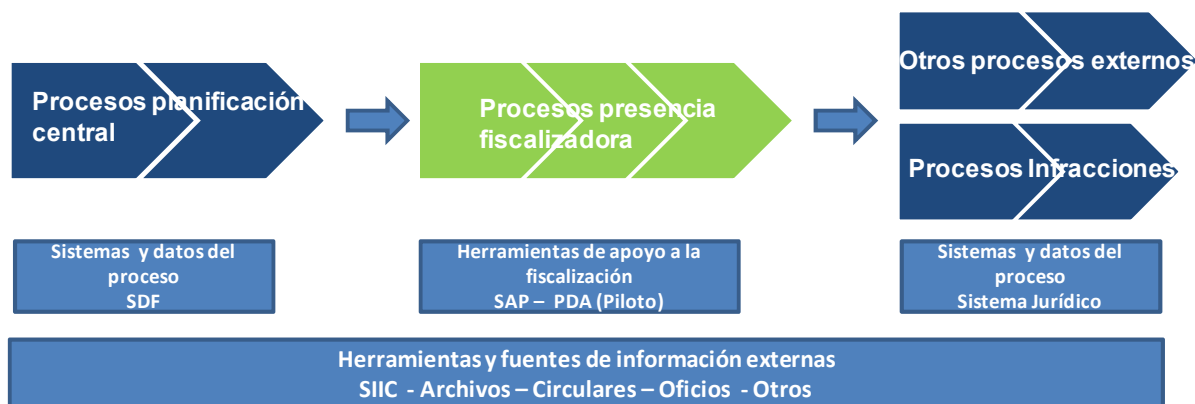 Procesos planificación
central
Procesos presencia
fiscalizadora
Otros procesos externos
Procesos Infracciones
Sistemas y datos del
proceso
SDF
Herramientas de apoyo a la
fiscalización
SAP – PDA (Piloto)
Sistemas y datos del
proceso
Sistema Jurídico
Herramientas y fuentes de información externas
SIIC - Archivos – Circulares – Oficios - Otros